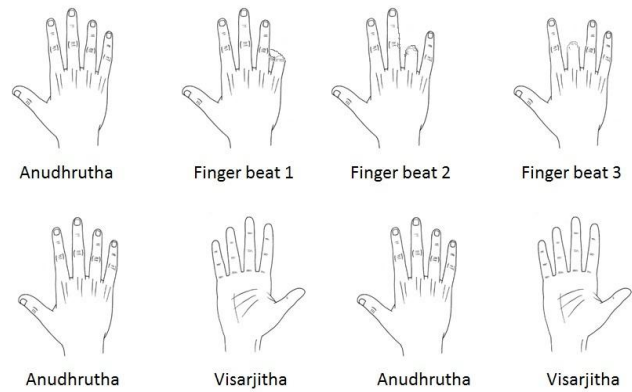 Anudhrutha
Finger beat 1
Finger beat 2
Finger beat 3
Anudhrutha
Visarjitha
Anudhrutha
Visarjitha